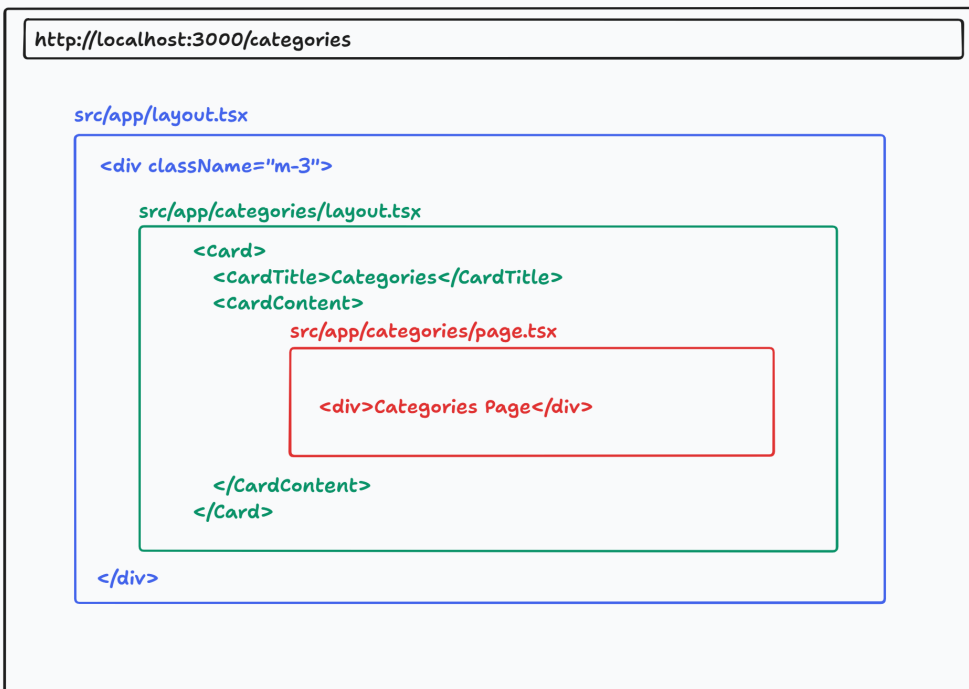 http://localhost:3000/categories
src/app/layout.tsx
<div className="m-3">
src/app/categories/layout.tsx
<Card>
<CardTitle>Categories</CardTitle>
<CardContent>
src/app/categories/page.tsx
<div>Categories Page</div>
</CardContent>
</Card>
</div>